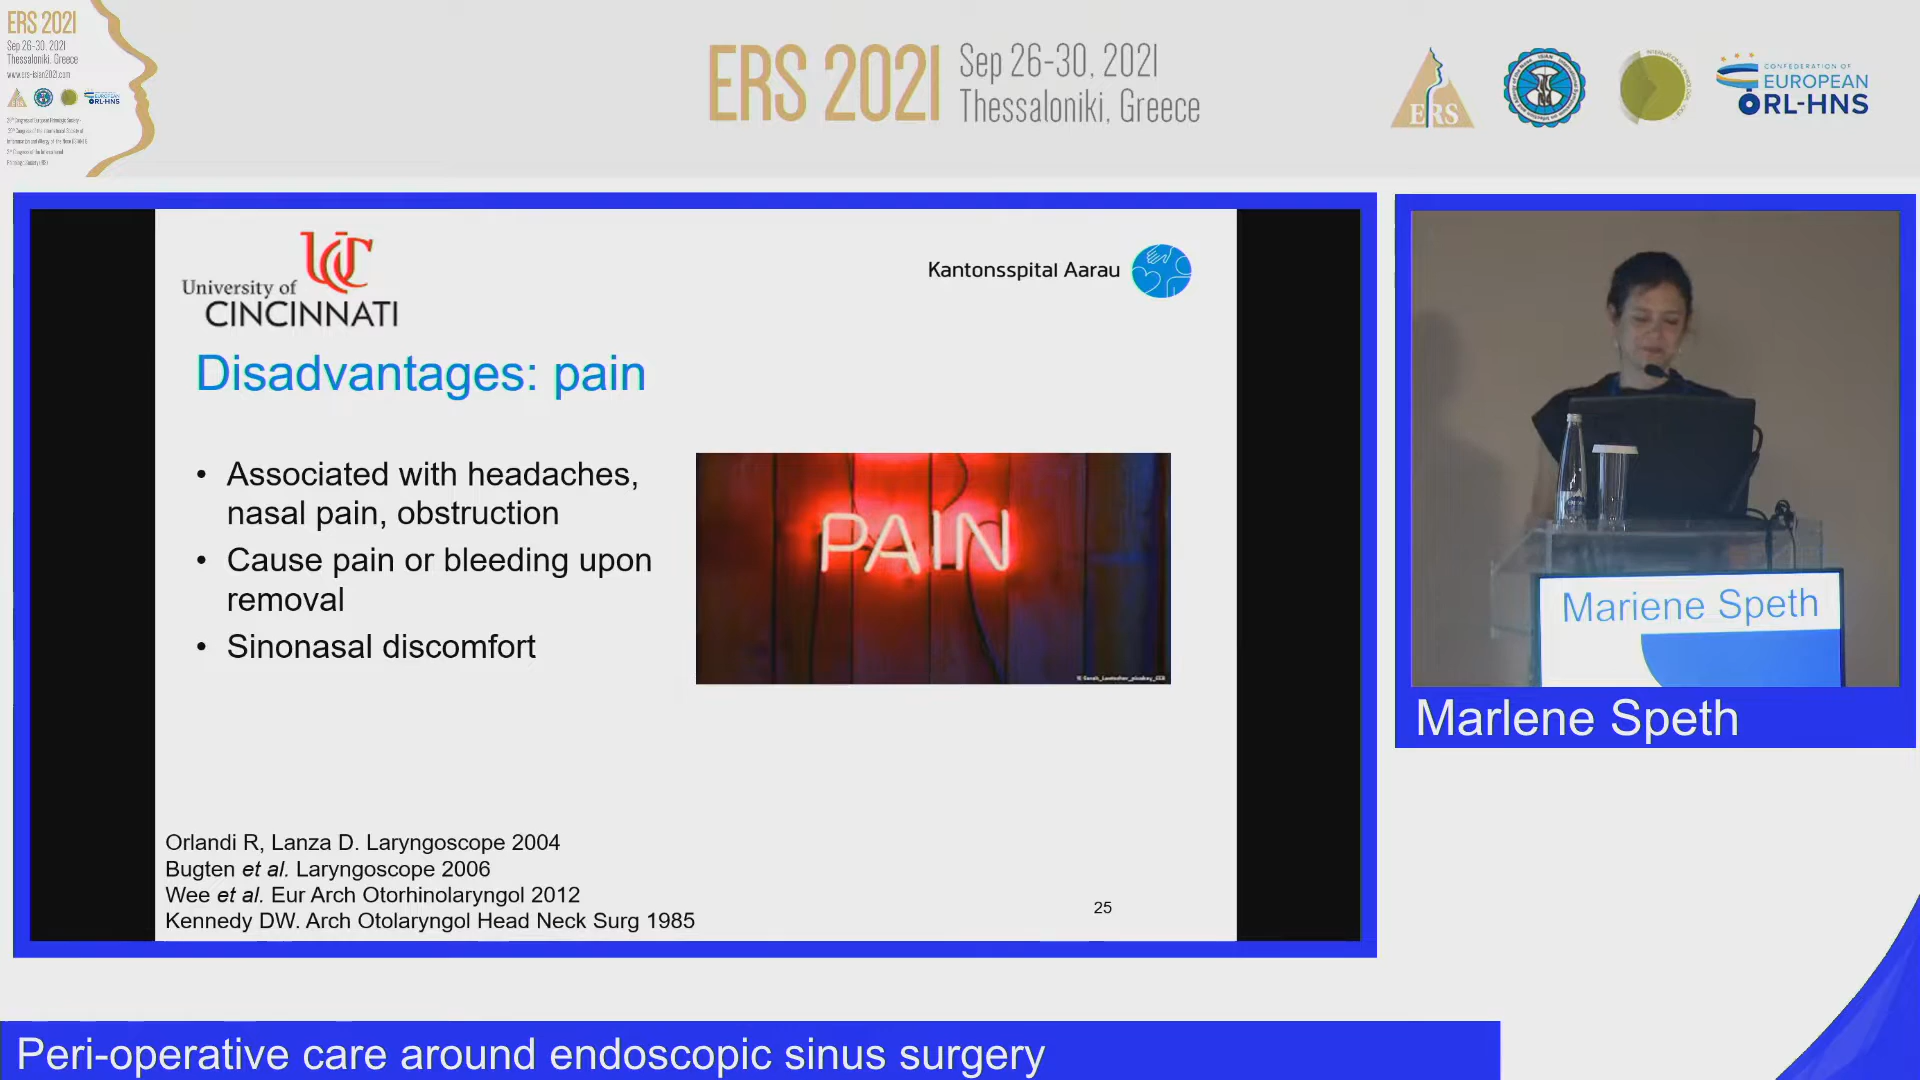 ERS 2021
Sep 26-30, 2021
Thessaloniki, Greece
www.ers-isian2021.com
ERS 2021
Sep 26-30, 2021
Thessaloniki, Greece
ERS
CONFEDERATION OF
EUROPEAN
ORL-HNS
UC
University of
CINCINNATI
Kantonsspital Aarau
Disadvantages: pain
• Associated with headaches,
nasal pain, obstruction
• Cause pain or bleeding upon
removal
• Sinonasal discomfort
PAIN
Orlandi R, Lanza D. Laryngoscope 2004
Bugten et al. Laryngoscope 2006
Wee et al. Eur Arch Otorhinolaryngol 2012
Kennedy DW. Arch Otolaryngol Head Neck Surg 1985
25
Mariene Speth
Marlene Speth
Peri-operative care around endoscopic sinus surgery